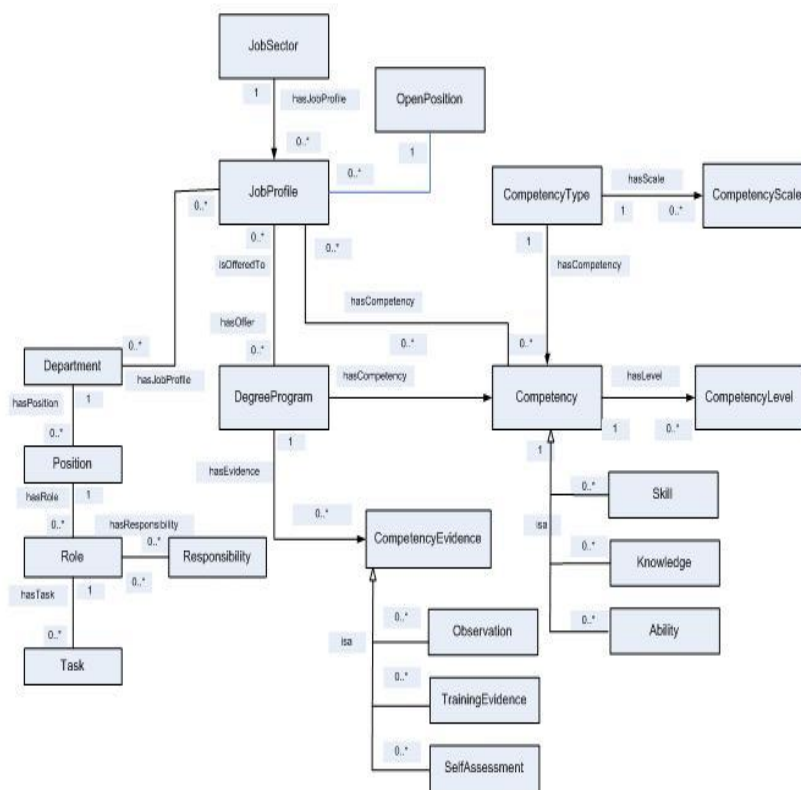 JobSector
1
hasJobProfile
OpenPosition
0..*
1
JobProfile
0..*
CompetencyType
hasScale
CompetencyScale
0..*
0..*
0..*
1
0..*
1
isOfferedTo
hasCompetency
hasCompetency
hasOffer
0..*
0..*
0..*
0..*
Department
hasJobProfile
DegreeProgram
hasCompetency
Competency
hasLevel
CompetencyLevel
hasPosition
1
1
1
0..*
0..*
1
Position
hasEvidence
Skill
0..*
hasRole
1
0..*
isa
0..*
hasResponsibility
0..*
CompetencyEvidence
0..*
Knowledge
Role
Responsibility
hasTask
1
0..*
0..*
Ability
0..*
Observation
0..*
isa
Task
0..*
TrainingEvidence
0..*
SelfAssessment